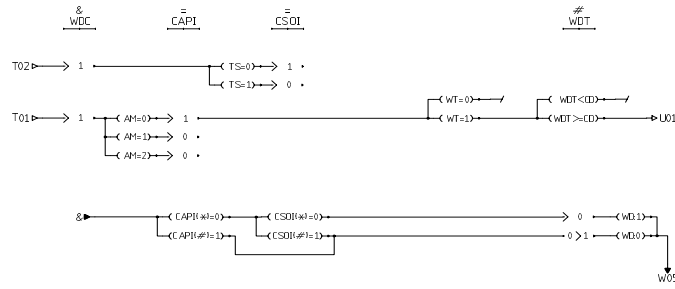 & = = #
WDC CAPI CSOI WDT
T02 1 ( TS=0) 1
( TS=1) 0
( WT=0) ( WDT<CD)
T01 1 ( AM=0) 1 ( WT=1) (WDT>=CD) U01
( AM=1) 0
( AM=2) 0
& ( CAPI(*)=0) ( CSOI(*)=0) 0 ( WD:1)
(CAPI(#)=1) (CSOI(#)=1) 0 > 1 ( WD:0)
W05